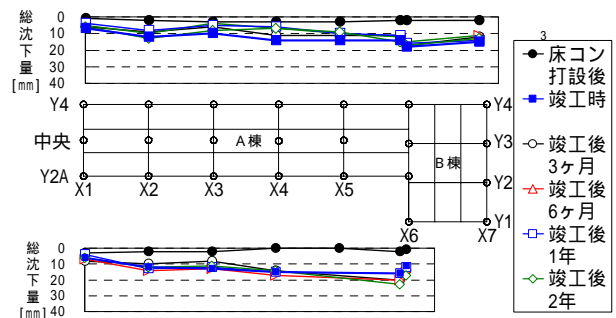 総沈下量
[mm]
0
10
20
30
40
Y4
中央
Y2A
A棟
B棟
Y4
Y3
Y2
Y1
X1 X2 X3 X4 X5
X6 X7
総沈下量
[mm]
0
10
20
30
40
3
床コン
打設後
竣工時
竣工後
3ヶ月
竣工後
6ヶ月
竣工後
1年
竣工後
2年